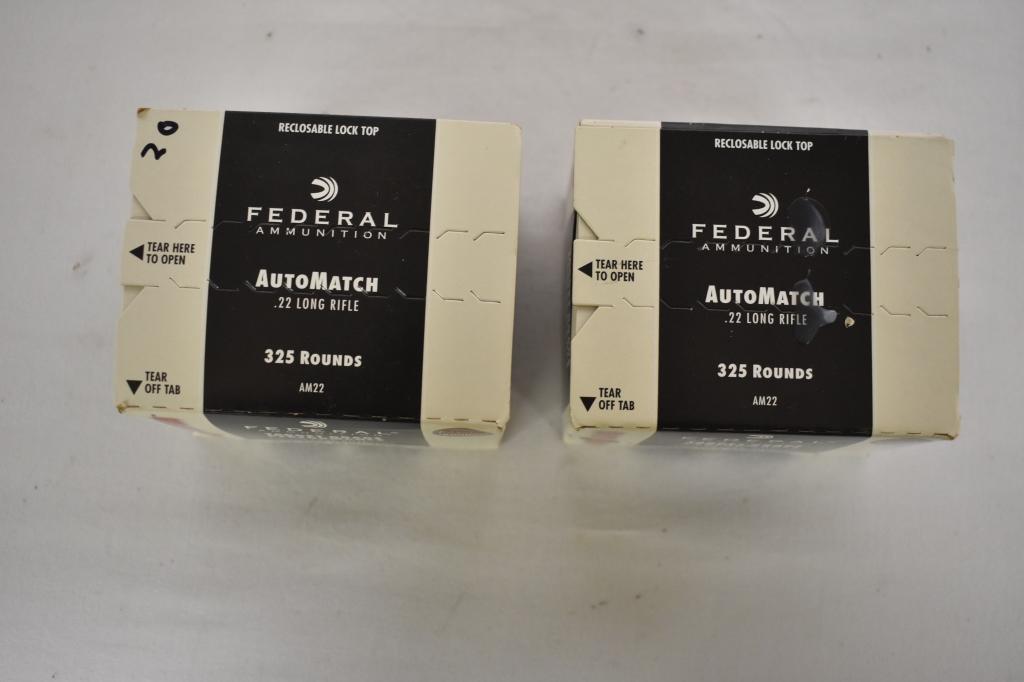 20
RECLOSABLE LOCK TOP
FEDERAL
AMMUNITION
TEAR HERE
TO OPEN
AUTOMATCH
.22 LONG RIFLE
325 ROUNDS
TEAR
OFF TAB
AM22
FEDERAL
RECLOSABLE LOCK TOP
FEDERAL
AMMUNITION
TEAR HERE
TO OPEN
AUTOMATCH
.22 LONG RIFLE
325 ROUNDS
TEAR
OFF TAB
AM22
FEDERAL